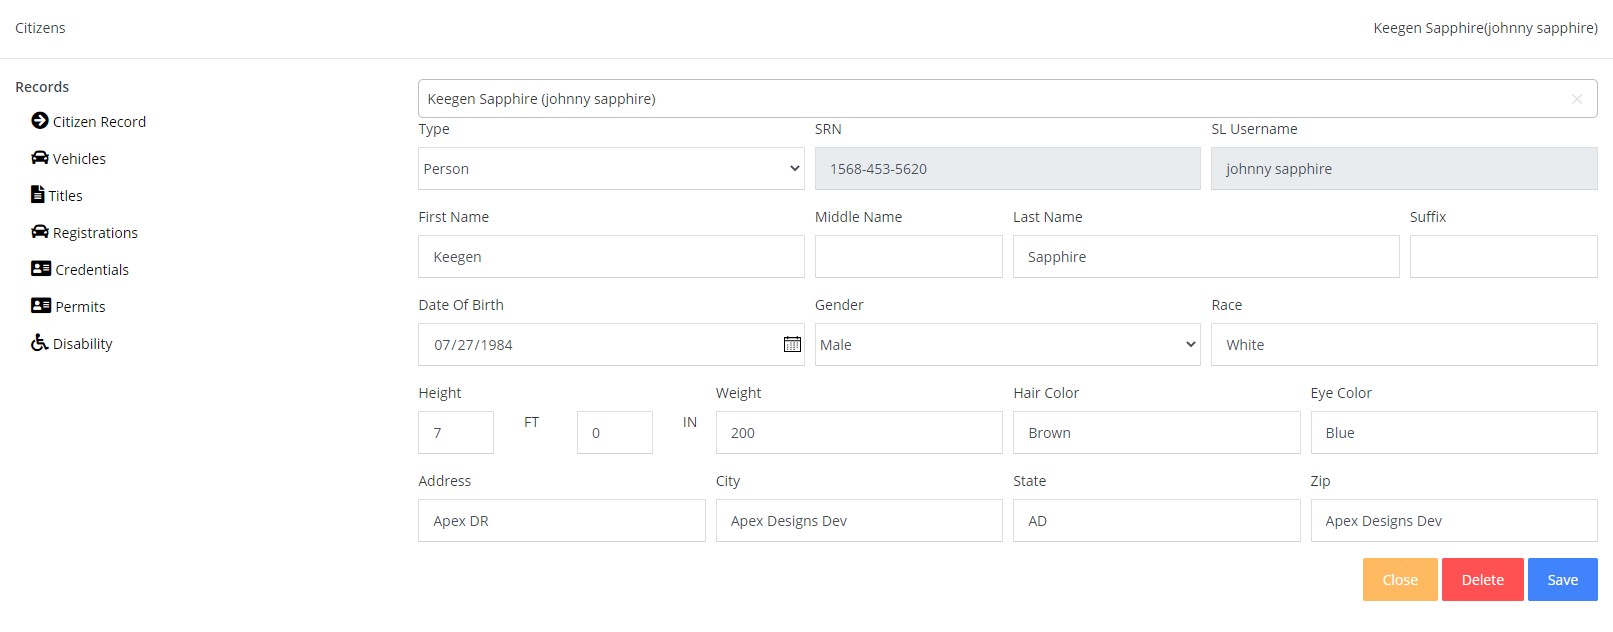 Citizens
Keegen Sapphire(johnny sapphire)
Records
Citizen Record
Vehicles
Titles
Registrations
Credentials
Permits
Disability
Keegen Sapphire (johnny sapphire)
Type SRN SL Username
Person 1568-453-5620 johnny sapphire
First Name Middle Name Last Name Suffix
Keegen Sapphire
Date Of Birth Gender Race
07/27/1984 Male White
Height Weight Hair Color Eye Color
7 FT 0 IN 200 Brown Blue
Address City State Zip
Apex DR Apex Designs Dev AD Apex Designs Dev
Close Delete Save